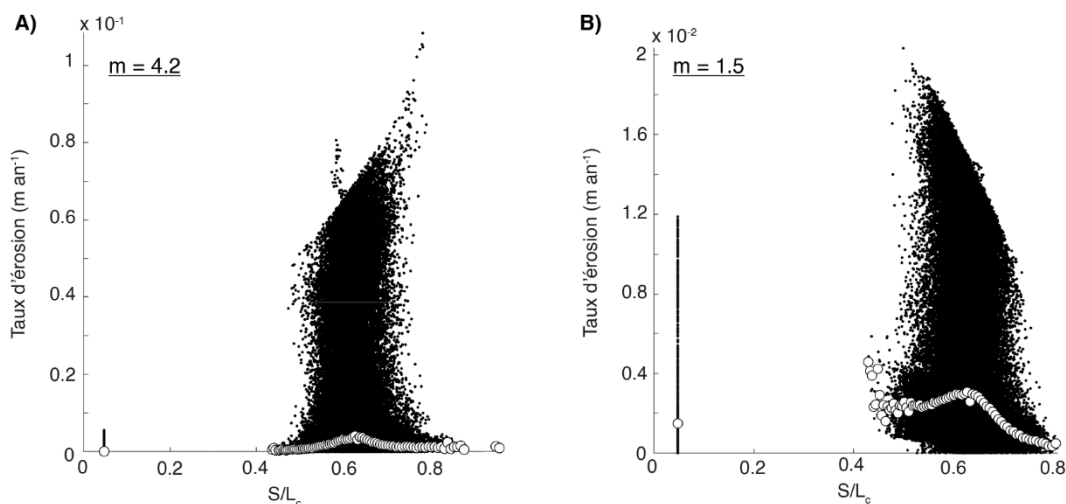 A)
x 10⁻¹
m = 4.2
Taux d'érosion (m an⁻¹)
1
0.8
0.6
0.4
0.2
0
0 0.2 0.4 0.6 0.8
S/L_c
B)
x 10⁻²
m = 1.5
Taux d'érosion (m an⁻¹)
2
1.6
1.2
0.8
0.4
0
0 0.2 0.4 0.6 0.8
S/L_c